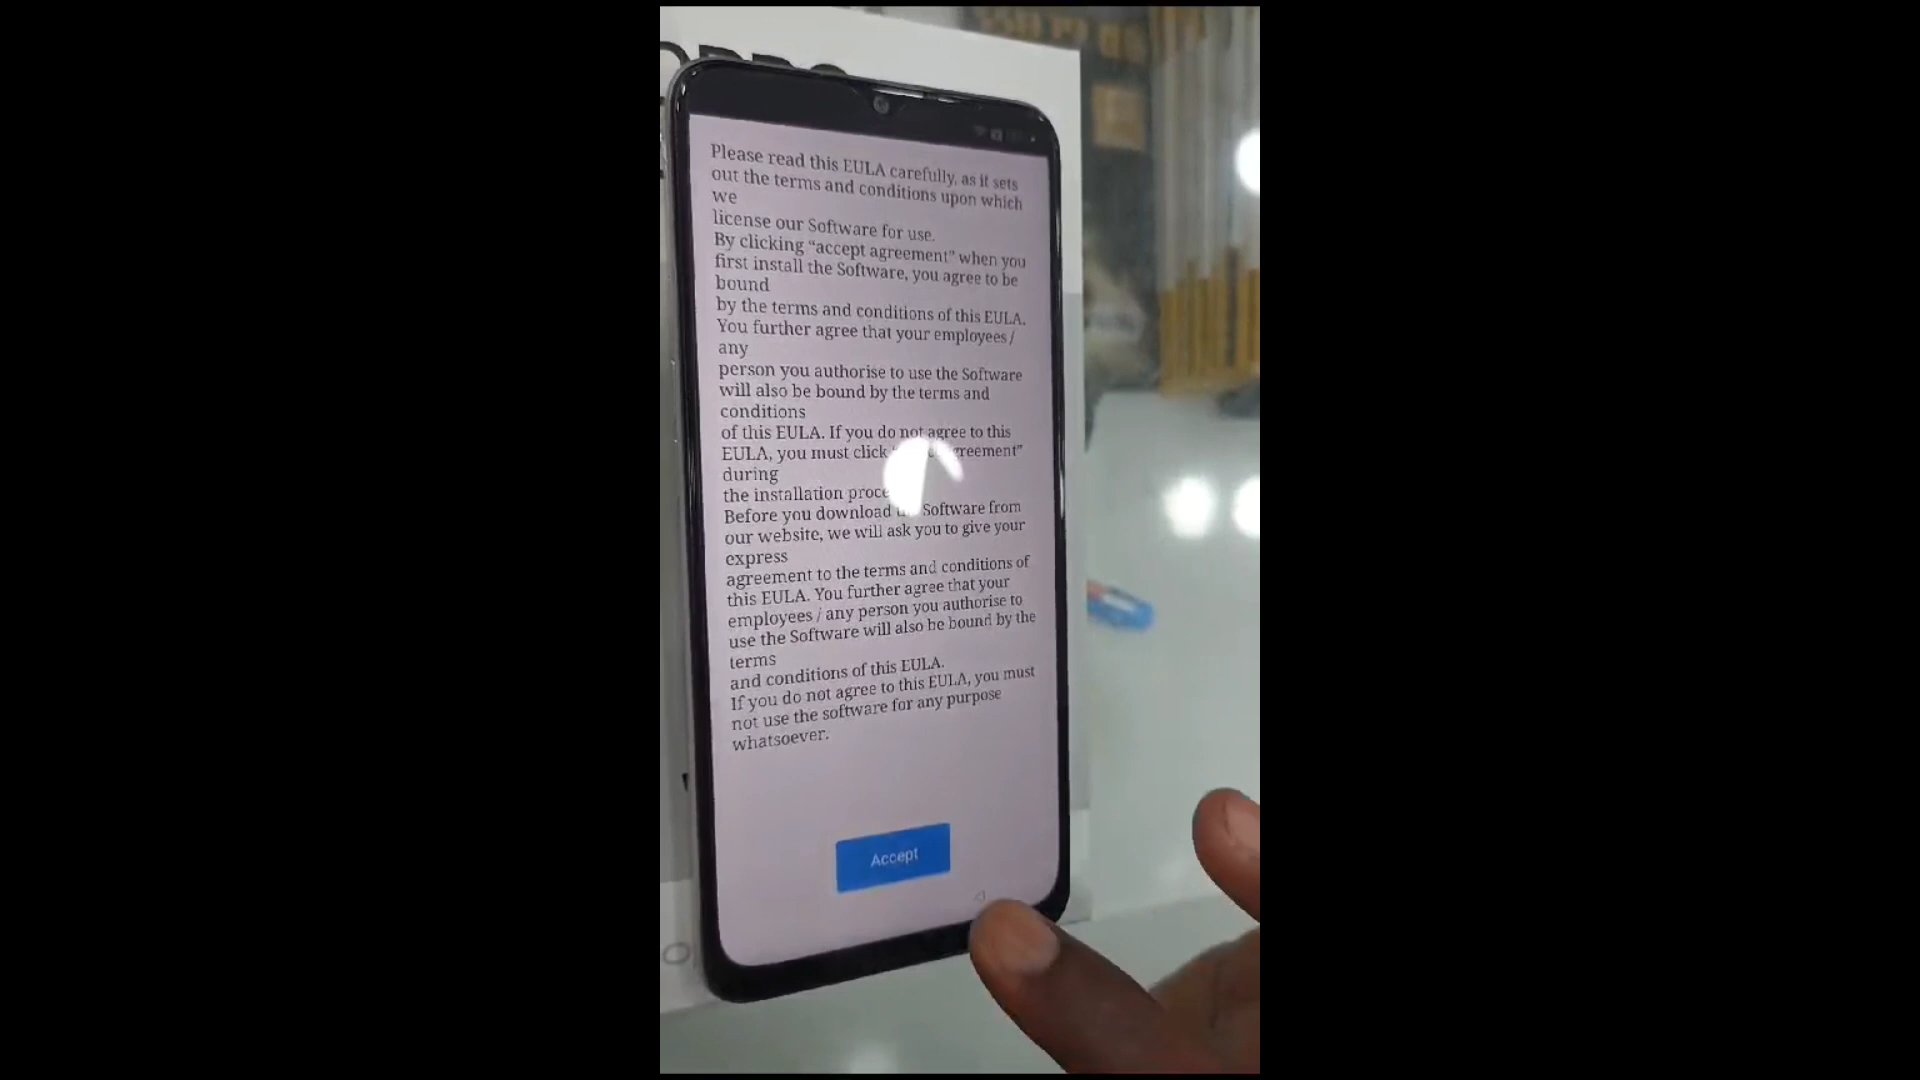 Please read this EULA carefully, as it sets
out the terms and conditions upon which
we
license our Software for use.
By clicking “accept agreement” when you
first install the Software, you agree to be
bound
by the terms and conditions of this EULA.
You further agree that your employees /
any
person you authorise to use the Software
will also be bound by the terms and
conditions
of this EULA. If you do not agree to this
EULA, you must click
during
the installation
Before you download Software from
our website, we will ask you to give your
express
agreement to the terms and conditions of
this EULA. You further agree that your
employees / any person you authorise to
use the Software will also be bound by the
terms
and conditions of this EULA.
If you do not agree to this EULA, you must
not use the software for any purpose
whatsoever.
Accept